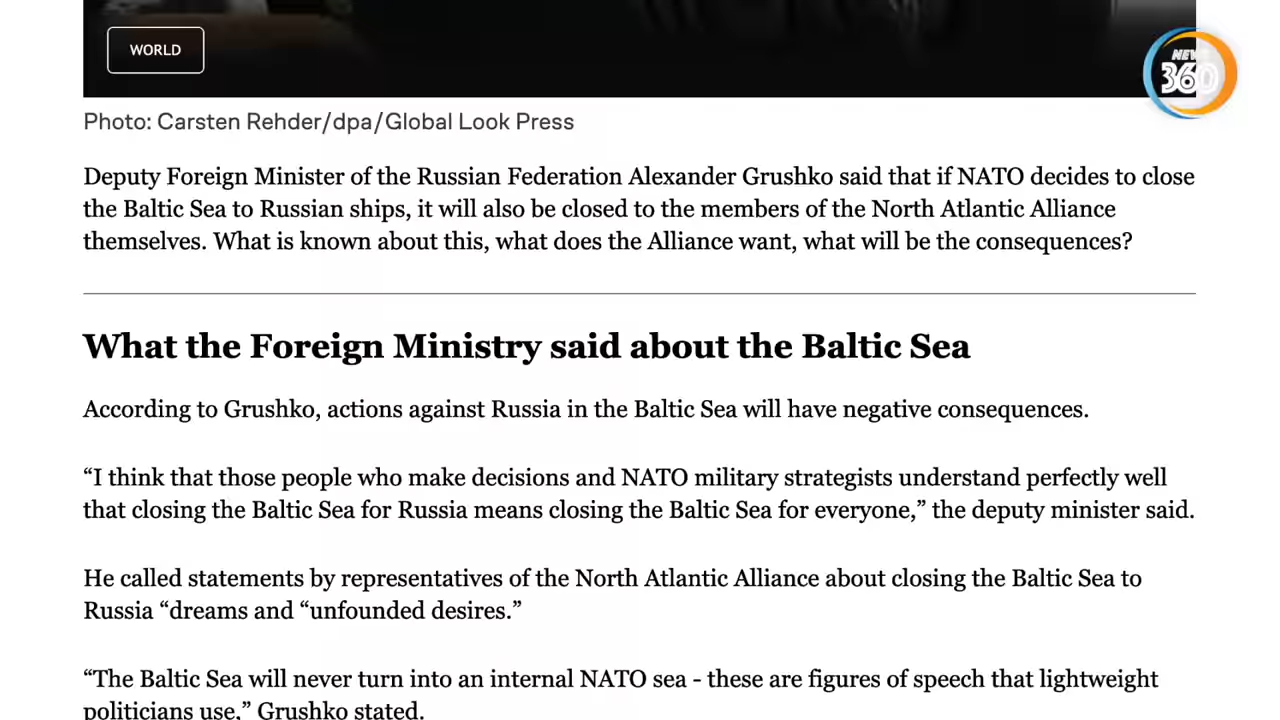 WORLD
NEWS
360
Photo: Carsten Rehder/dpa/Global Look Press
Deputy Foreign Minister of the Russian Federation Alexander Grushko said that if NATO decides to close
the Baltic Sea to Russian ships, it will also be closed to the members of the North Atlantic Alliance
themselves. What is known about this, what does the Alliance want, what will be the consequences?
What the Foreign Ministry said about the Baltic Sea
According to Grushko, actions against Russia in the Baltic Sea will have negative consequences.
“I think that those people who make decisions and NATO military strategists understand perfectly well
that closing the Baltic Sea for Russia means closing the Baltic Sea for everyone,” the deputy minister said.
He called statements by representatives of the North Atlantic Alliance about closing the Baltic Sea to
Russia “dreams and “unfounded desires.”
“The Baltic Sea will never turn into an internal NATO sea - these are figures of speech that lightweight
politicians use,” Grushko stated.